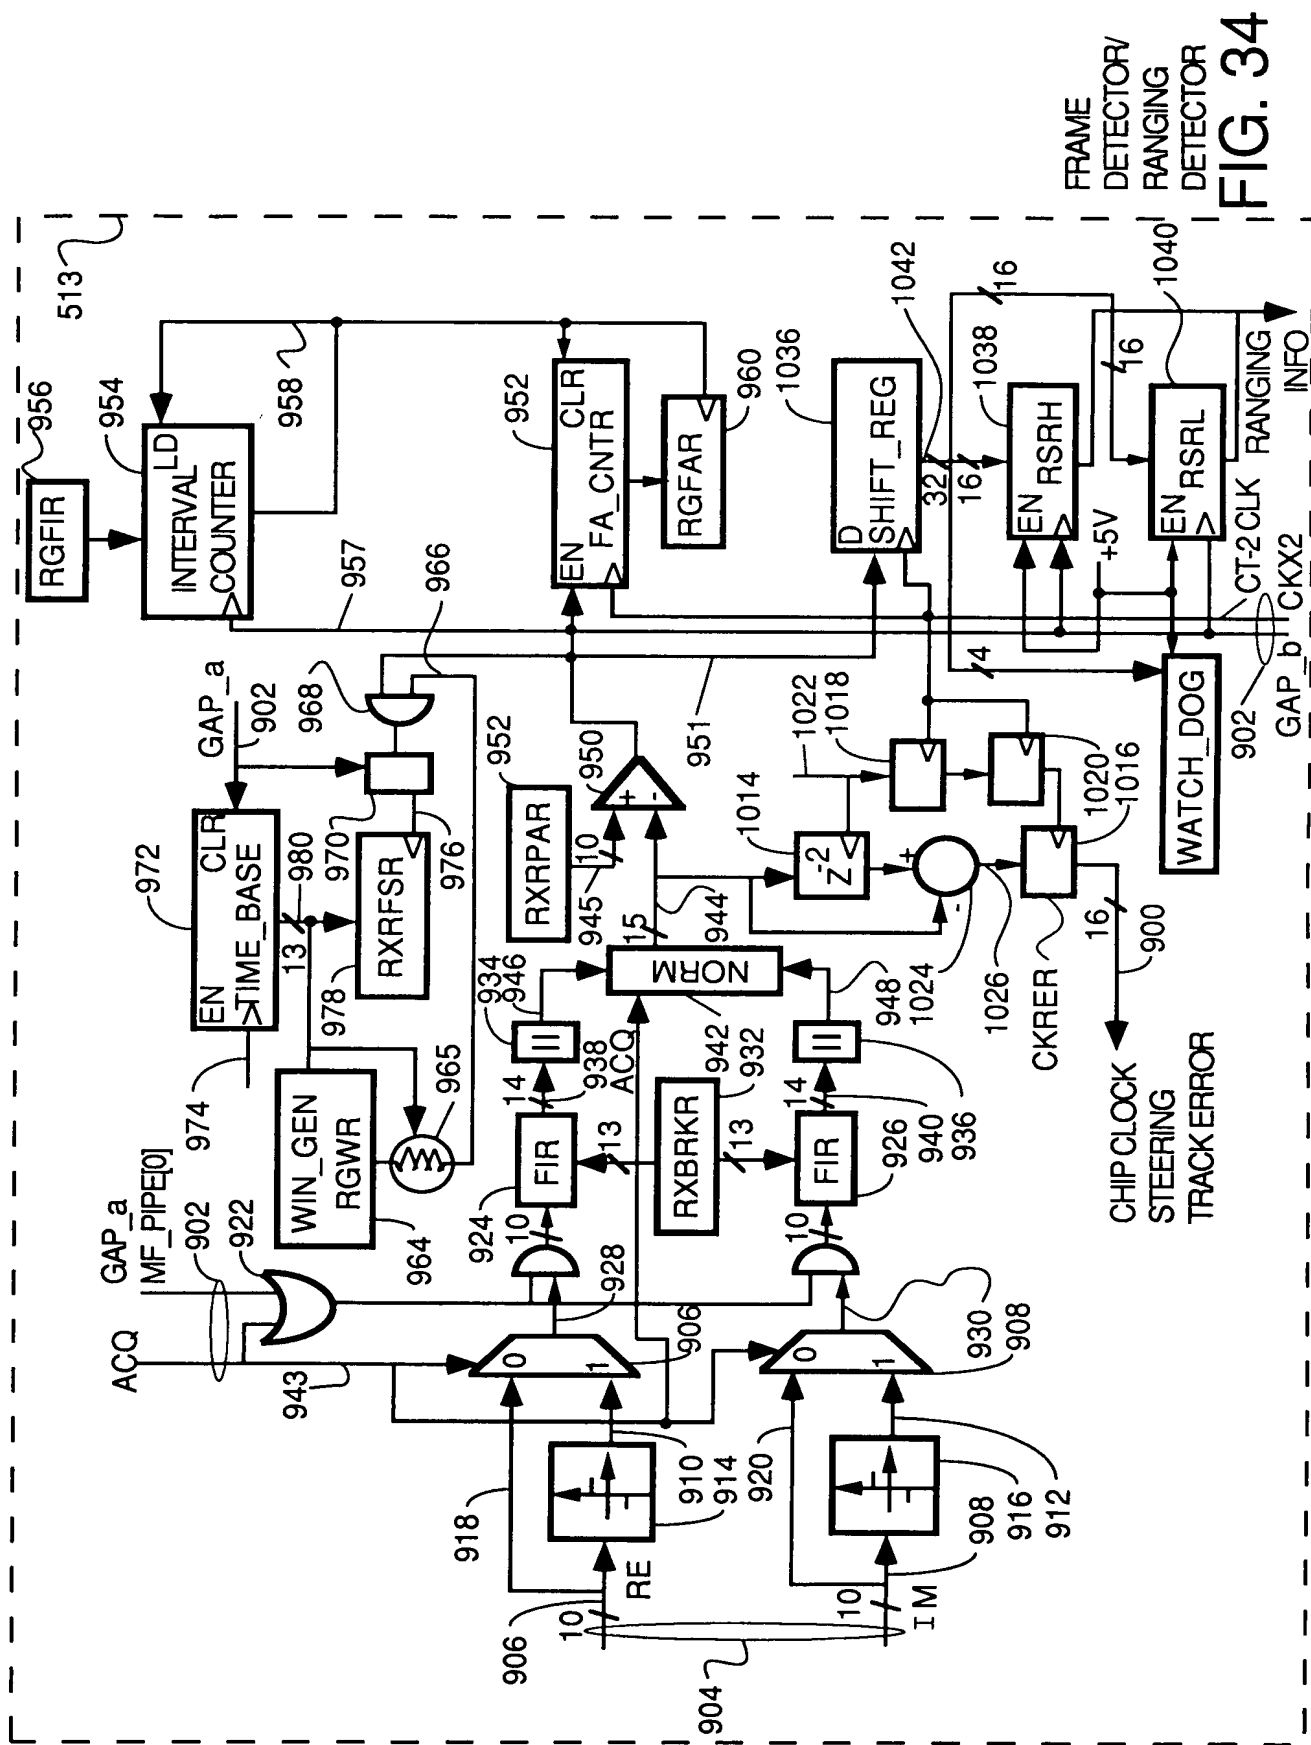 513
956
RGFIR
954
LD
INTERVAL
COUNTER
958
957
966
GAP_a
902
968
972
CLR
EN
TIME_BASE
13
980
970
976
978
RXRFSR
974
WIN_GEN
RGWR
964
965
GAP_a
MF_PIPE[0]
902
922
ACQ
943
952
CLR
EN
FA_CNTR
RGFAR
960
952
RXRPAR
950
+
-
10
945
951
15
944
NORM
942
934
946
938
14
ACQ
924
FIR
10
13
RXBRKR
932
13
928
906
0
1
918
910
914
906
10
RE
904
920
908
10
IM
916
912
930
908
0
1
10
FIR
926
14
940
936
948
1024
1026
CKRER
1014
Z-2
+
-
1022
1018
1020
1016
16
900
CHIP CLOCK
STEERING
TRACK ERROR
1036
D
SHIFT_REG
1042
32
16
16
1038
EN
RSRH
16
1040
EN
RSRL
+5V
4
WATCH_DOG
902
CT-2 CLK
CKX2
GAP_b
RANGING
INFO
FRAME
DETECTOR/
RANGING
DETECTOR
FIG. 34